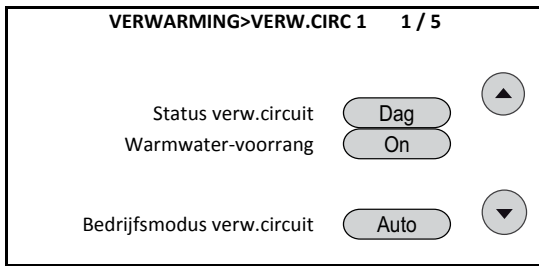 VERWARMING>VERW.CIRC 1 1 / 5
Status verw.circuit Dag
Warmwater-voorrang On
Bedrijfsmodus verw.circuit Auto